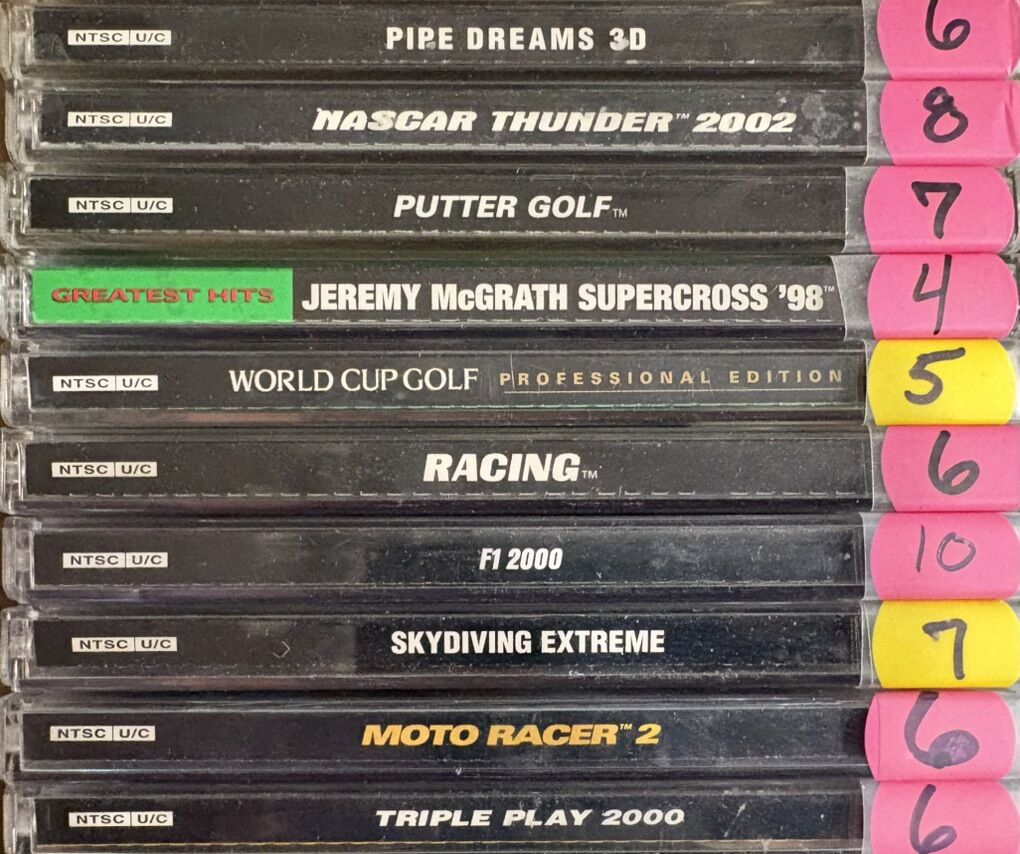 NTSC U/C PIPE DREAMS 3D 6
NTSC U/C NASCAR THUNDER™ 2002 8
NTSC U/C PUTTER GOLF™ 7
GREATEST HITS JEREMY McGRATH SUPERCROSS '98™ 4
NTSC U/C WORLD CUP GOLF PROFESSIONAL EDITION 5
NTSC U/C RACING™ 6
NTSC U/C F1 2000 10
NTSC U/C SKYDIVING EXTREME 7
NTSC U/C MOTO RACER™ 2 6
NTSC U/C TRIPLE PLAY 2000 6